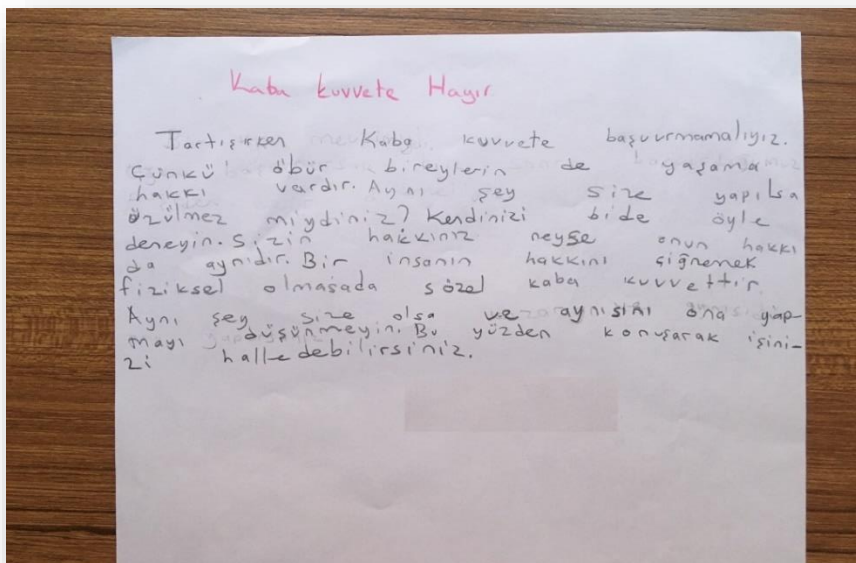 Kaba kuvvete Hayır
Tartışırken Kaba kuvvete başvurmamalıyız.
Çünkü öbür bireylerin de yaşama
hakkı vardır. Aynı şey size yapılsa
üzülmez miydiniz? Kendinizi bide öyle
deneyin. Sizin hakkınız neyse onun hakkı
da aynıdır. Bir insanın hakkını çiğnemek
fiziksel olmasada sözel kaba kuvvettir.
Aynı şey size olsa ve aynısını ona yap-
mayı düşünmeyin. Bu yüzden konuşarak işini-
zi halledebilirsiniz.